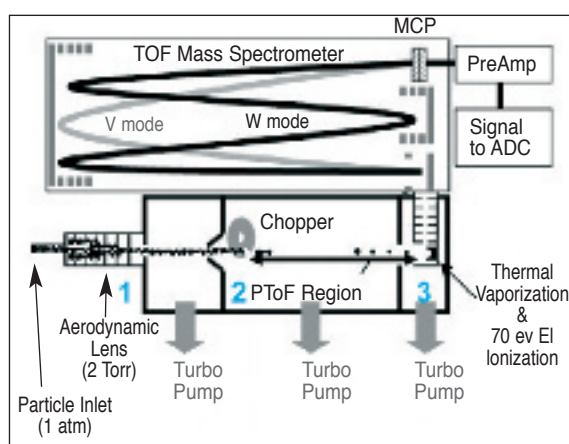 MCP
TOF Mass Spectrometer
PreAmp
V mode
W mode
Signal
to ADC
Chopper
1
2
PToF Region
3
Aerodynamic
Lens
(2 Torr)
Thermal
Vaporization
&
70 ev EI
Ionization
Turbo
Pump
Turbo
Pump
Turbo
Pump
Particle Inlet
(1 atm)